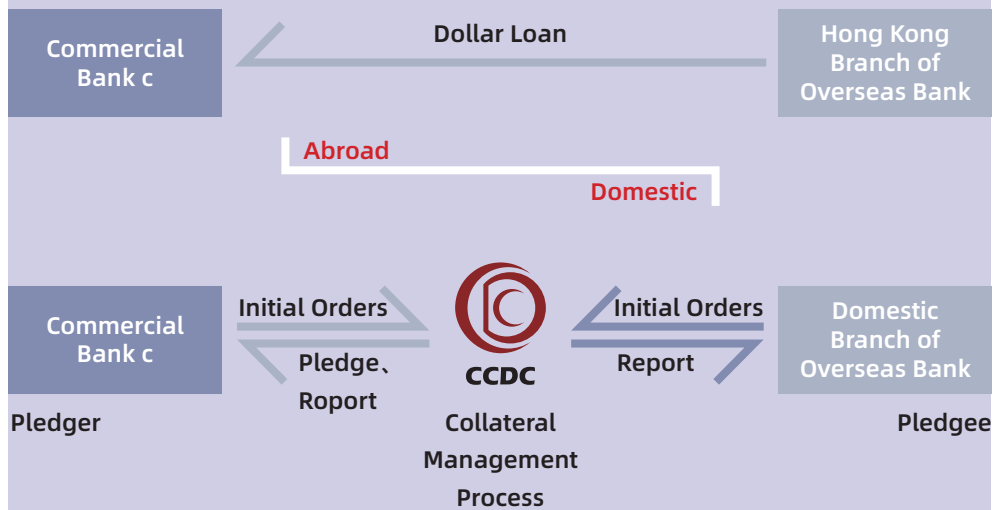 Commercial
Bank c
Dollar Loan
Hong Kong
Branch of
Overseas Bank
Abroad
Domestic
Commercial
Bank c
Initial Orders
Pledge、
Roport
CCDC
Initial Orders
Report
Domestic
Branch of
Overseas Bank
Pledger
Collateral
Management
Process
Pledgee